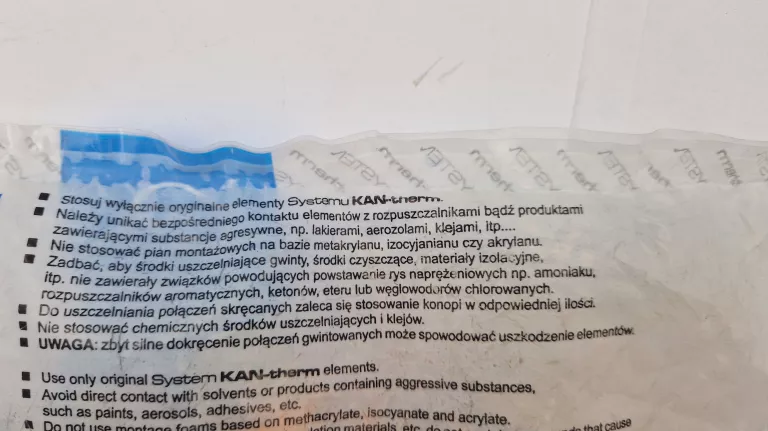 ■ Stosuj wyłącznie oryginalne elementy Systemu KAN-therm.
■ Należy unikać bezpośredniego kontaktu elementów z rozpuszczalnikami bądź produktami
zawierającymi substancje agresywne, np. lakierami, aerozolami, klejami, itp....
■ Nie stosować pian montażowych na bazie metakrylanu, izocyjanianu czy akrylanu.
■ Zadbać, aby środki uszczelniające gwinty, środki czyszczące, materiały izolacyjne,
itp. nie zawierały związków powodujących powstawanie rys naprężeniowych np. amoniaku,
rozpuszczalników aromatycznych, ketonów, eteru lub węglowodorów chlorowanych.
■ Do uszczelniania połączeń skręcanych zaleca się stosowanie konopi w odpowiedniej ilości.
■ Nie stosować chemicznych środków uszczelniających i klejów.
■ UWAGA: zbyt silne dokręcenie połączeń gwintowanych może spowodować uszkodzenie elementów.
■ Use only original System KAN-therm elements.
■ Avoid direct contact with solvents or products containing aggressive substances,
such as paints, aerosols, adhesives, etc.
■ Do not use montage foams based on methacrylate, isocyanate and acrylate.
materials, etc. do that cause